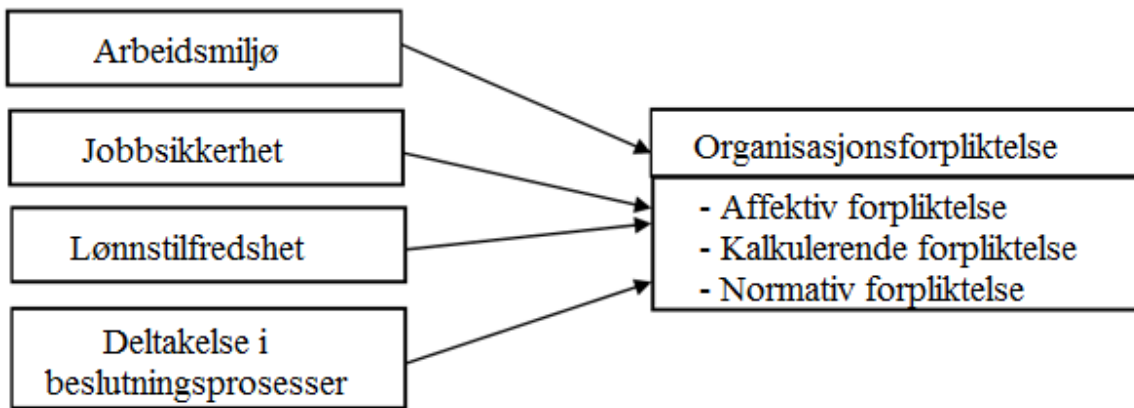 Arbeidsmiljø
Jobbsikkerhet
Lønnstilfredshet
Deltakelse i
beslutningsprosesser
Organisasjonsforpliktelse
- Affektiv forpliktelse
- Kalkulerende forpliktelse
- Normativ forpliktelse